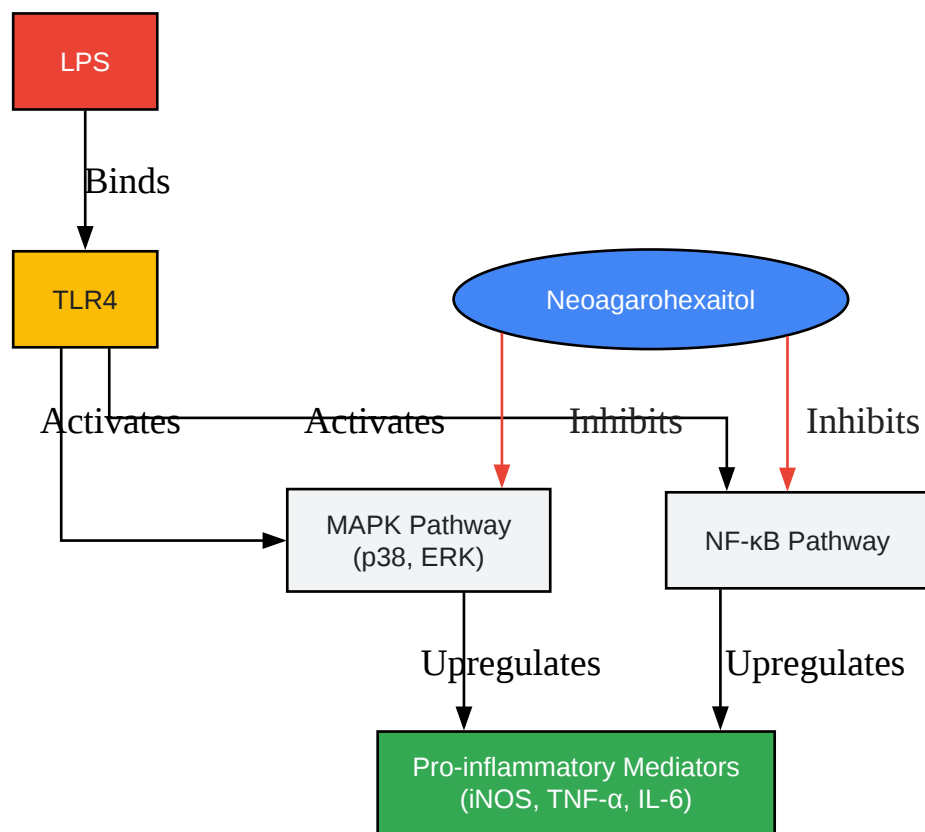 LPS
Binds
TLR4
Neoagarohexaitol
Activates
Activates
Inhibits
Inhibits
MAPK Pathway
(p38, ERK)
NF-κB Pathway
Upregulates
Upregulates
Pro-inflammatory Mediators
(iNOS, TNF-α, IL-6)